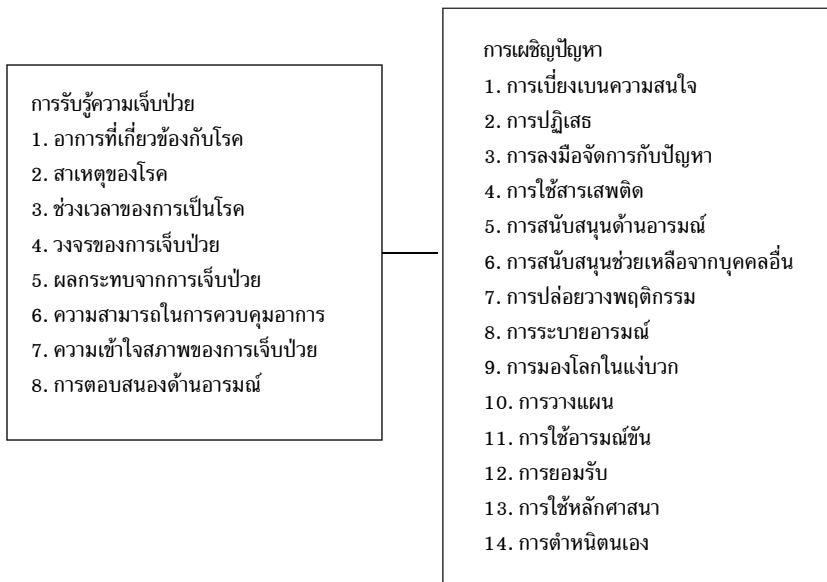 การรับรู้ความเจ็บป่วย
1. อาการที่เกี่ยวข้องกับโรค
2. สาเหตุของโรค
3. ช่วงเวลาของการเป็นโรค
4. วงจรของการเจ็บป่วย
5. ผลกระทบจากการเจ็บป่วย
6. ความสามารถในการควบคุมอาการ
7. ความเข้าใจสภาพของการเจ็บป่วย
8. การตอบสนองด้านอารมณ์
การเผชิญปัญหา
1. การเบี่ยงเบนความสนใจ
2. การปฏิเสธ
3. การลงมือจัดการกับปัญหา
4. การใช้สารเสพติด
5. การสนับสนุนด้านอารมณ์
6. การสนับสนุนช่วยเหลือจากบุคคลอื่น
7. การปล่อยวางพฤติกรรม
8. การระบายอารมณ์
9. การมองโลกในแง่บวก
10. การวางแผน
11. การใช้อารมณ์ขัน
12. การยอมรับ
13. การใช้หลักศาสนา
14. การตำหนิตนเอง